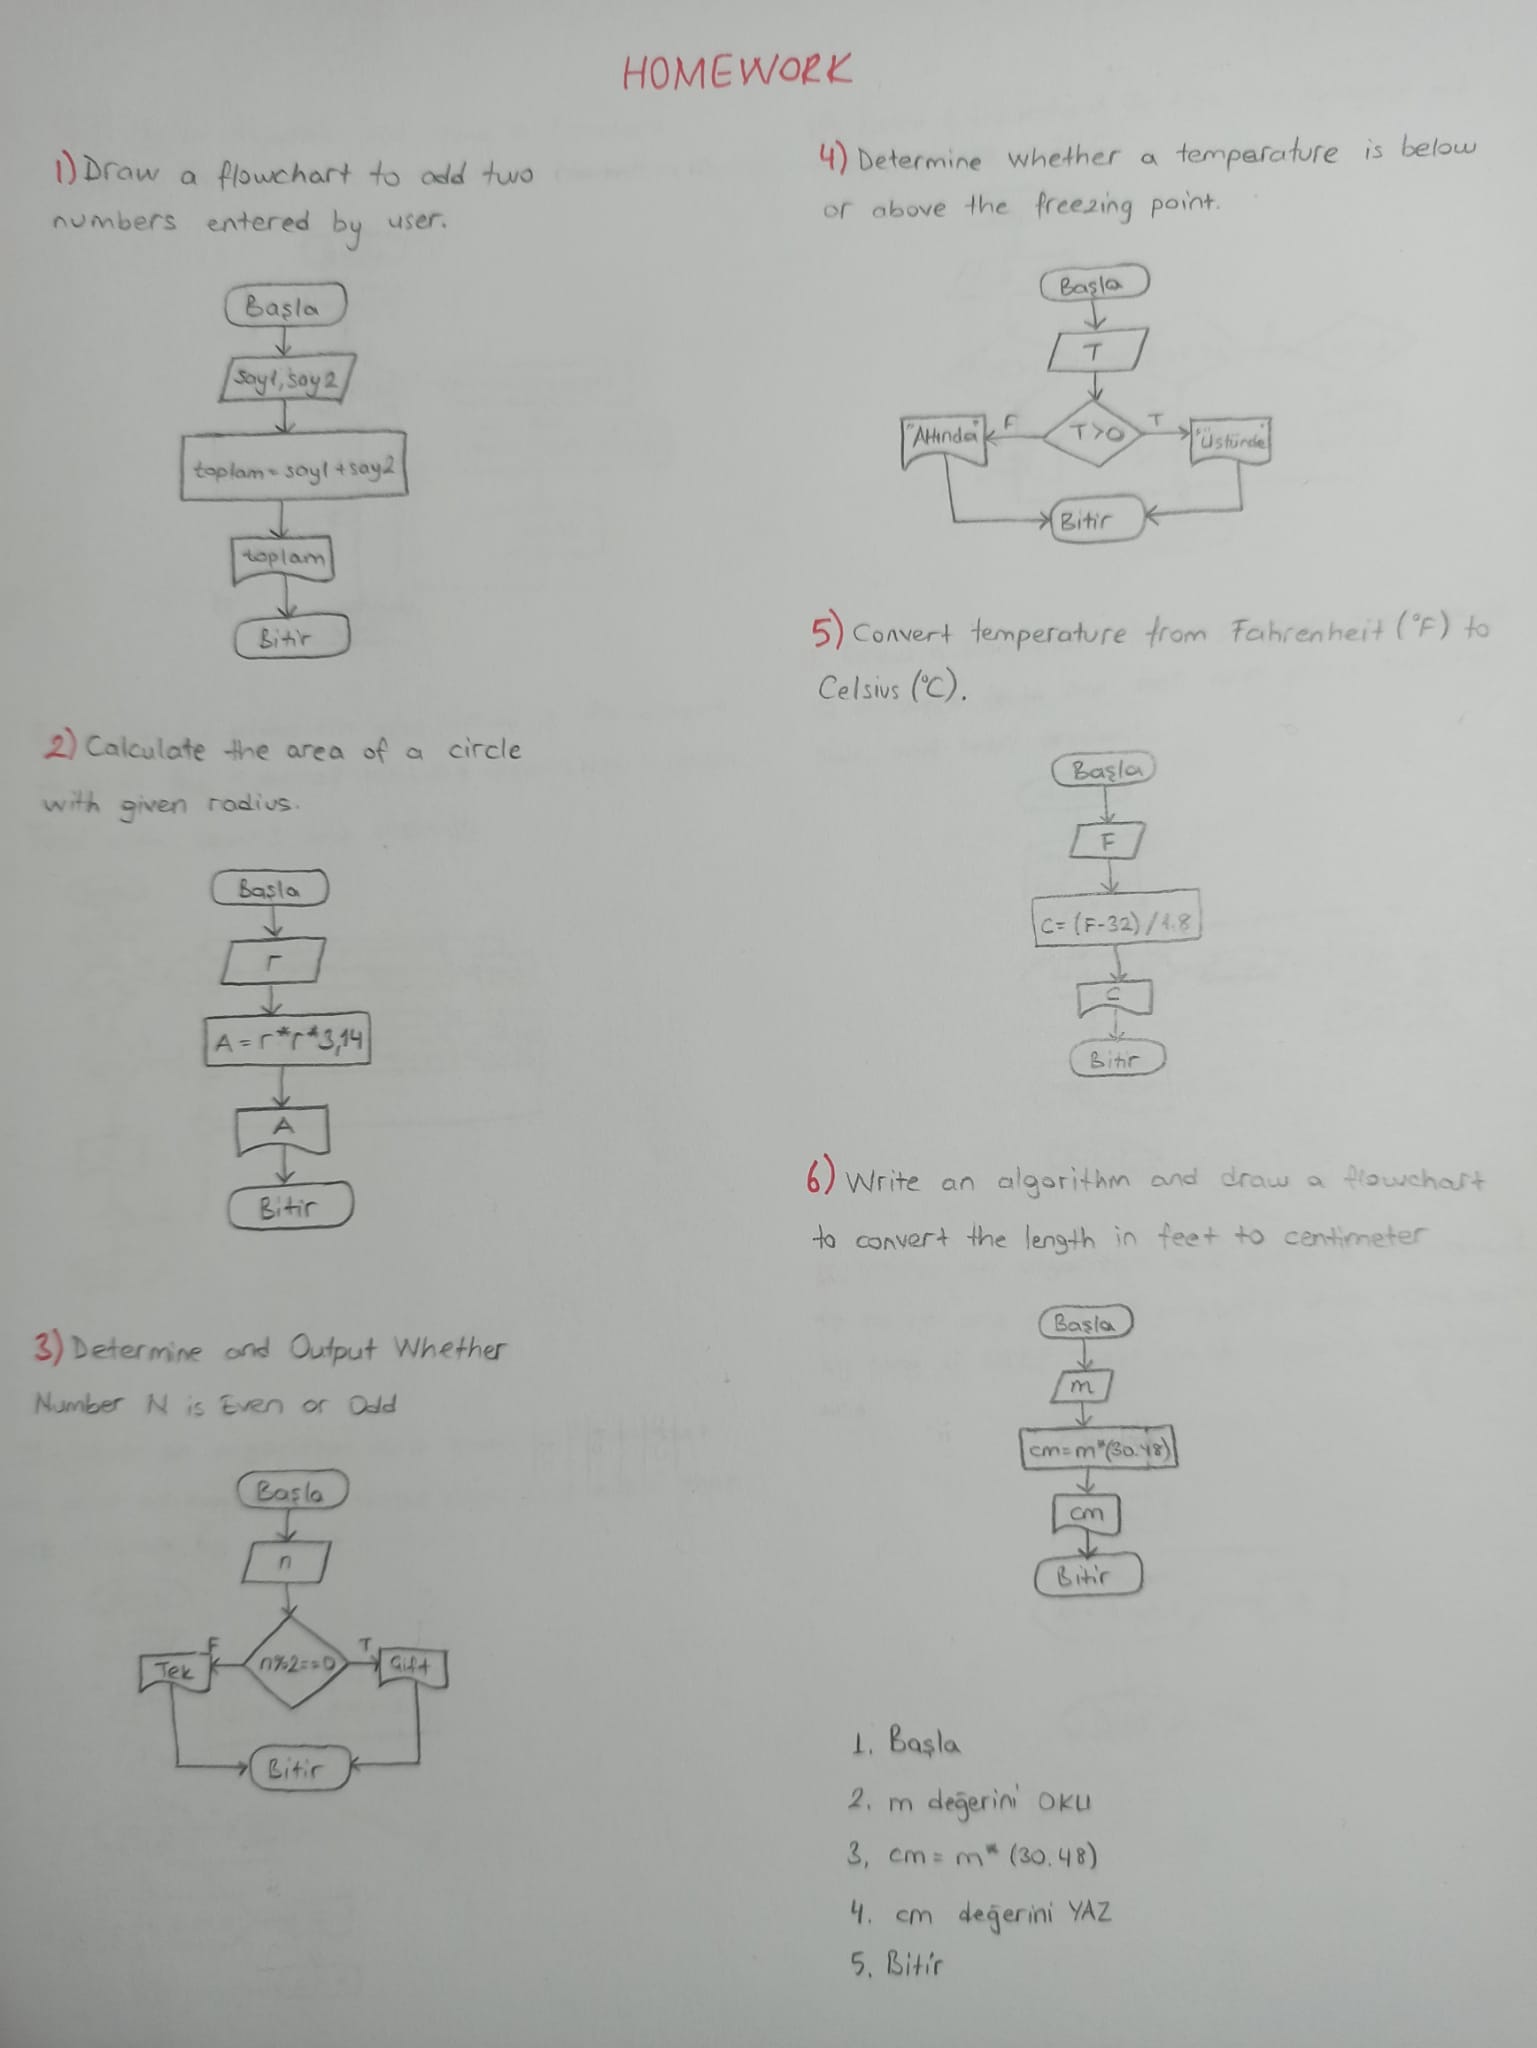 HOMEWORK
1) Draw a flowchart to add two
numbers entered by user.
Başla
say1, say2
toplam = say1 + say2
toplam
Bitir
2) Calculate the area of a circle
with given radius.
Başla
r
A = r*r*3,14
A
Bitir
3) Determine and Output Whether
Number N is Even or Odd
Başla
n
F
T
Tek
n%2==0
Çift
Bitir
4) Determine whether a temperature is below
or above the freezing point.
Başla
T
F
T
"Altında"
T>0
"Üstünde"
Bitir
5) Convert temperature from Fahrenheit (°F) to
Celsius (°C).
Başla
F
C= (F-32) / 1.8
C
Bitir
6) Write an algorithm and draw a flowchart
to convert the length in feet to centimeter
Başla
m
cm=m*(30.48)
cm
Bitir
1. Başla
2. m değerini OKU
3, cm = m* (30.48)
4. cm değerini YAZ
5. Bitir